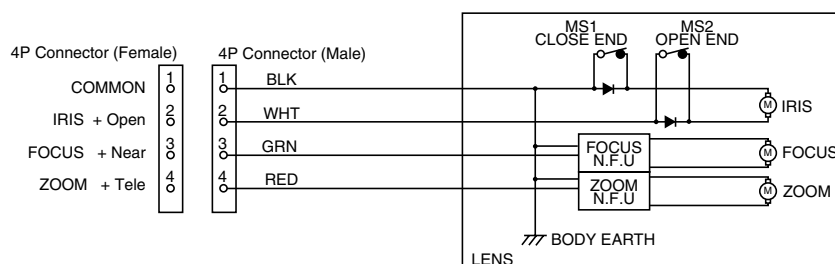 MS1
CLOSE END
MS2
OPEN END
4P Connector (Female)
4P Connector (Male)
COMMON 1
1 BLK
IRIS + Open 2
2 WHT
M IRIS
FOCUS + Near 3
3 GRN
FOCUS
N.F.U
M FOCUS
ZOOM + Tele 4
4 RED
ZOOM
N.F.U
M ZOOM
BODY EARTH
LENS